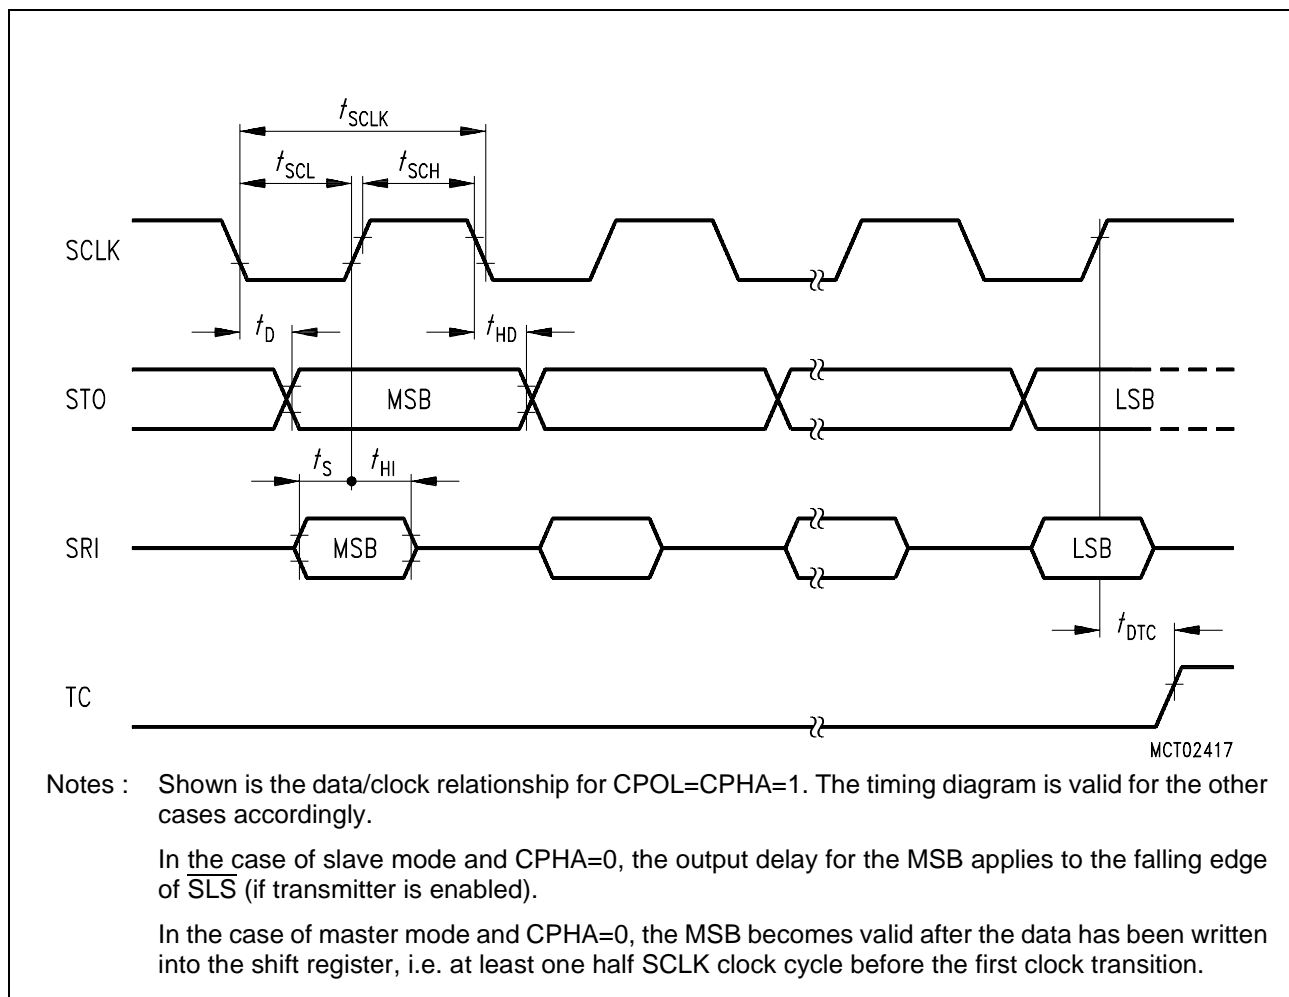 tSCLK
tSCL tSCH
SCLK
tD tHD
STO MSB LSB
tS tHI
SRI MSB LSB
tDTC
TC
MCT02417
Notes : Shown is the data/clock relationship for CPOL=CPHA=1. The timing diagram is valid for the other
cases accordingly.
In the case of slave mode and CPHA=0, the output delay for the MSB applies to the falling edge
of SLS (if transmitter is enabled).
In the case of master mode and CPHA=0, the MSB becomes valid after the data has been written
into the shift register, i.e. at least one half SCLK clock cycle before the first clock transition.